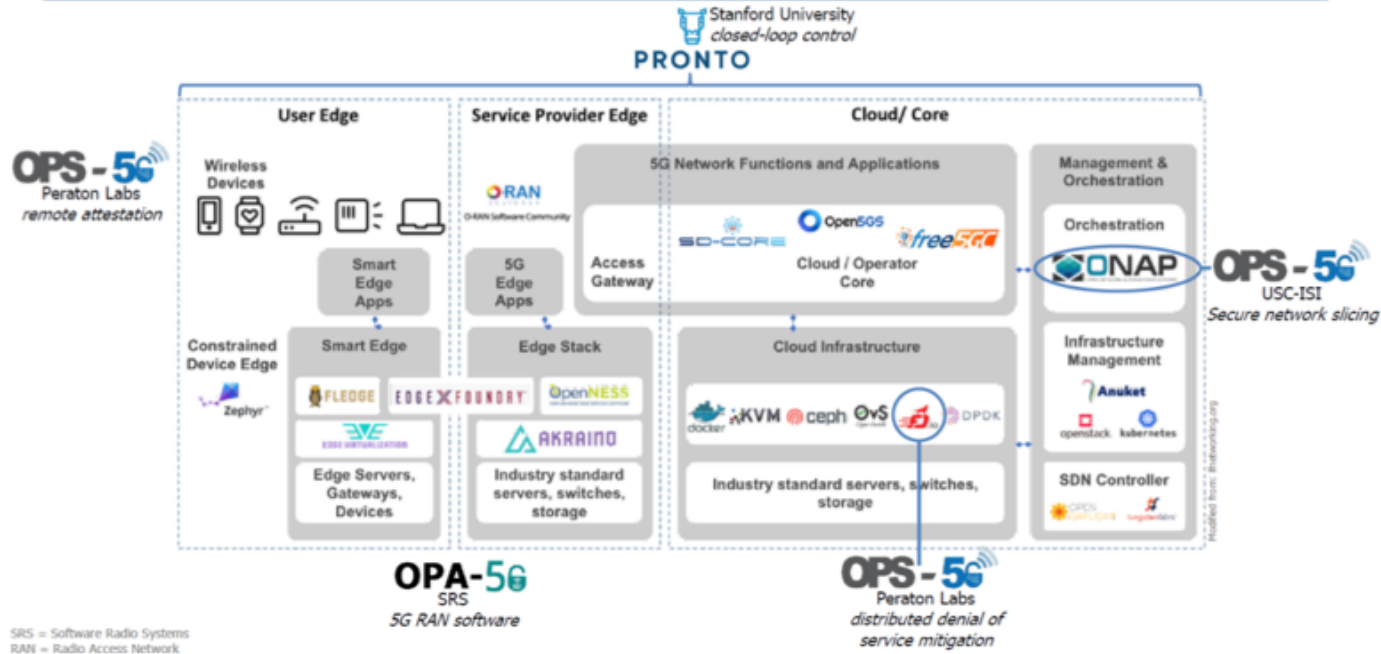 Stanford University
closed-loop control
PRONTO
User Edge
Service Provider Edge
Cloud/ Core
OPS - 5G
Peraton Labs
remote attestation
Wireless
Devices
O-RAN
O-RAN Software Community
5G Network Functions and Applications
SD-CORE
Open5GS
free5GC
Access
Gateway
Cloud / Operator
Core
Management &
Orchestration
Orchestration
ONAP
OPS - 5G
USC-ISI
Secure network slicing
Smart
Edge
Apps
5G
Edge
Apps
Constrained
Device Edge
Zephyr
Smart Edge
FLEDGE
EDGE X FOUNDRY
EDGE VIRTUALIZATION
Edge Servers,
Gateways,
Devices
Edge Stack
OpenNESS
AKRAINO
Industry standard
servers, switches,
storage
Cloud Infrastructure
docker
KVM
ceph
OVS
DPDK
Industry standard servers, switches,
storage
Infrastructure
Management
Anuket
openstack.
kubernetes
SDN Controller
OPEN
tungstenfabric
OPA-5G
SRS
5G RAN software
OPS - 5G
Peraton Labs
distributed denial of
service mitigation
SRS = Software Radio Systems
RAN = Radio Access Network